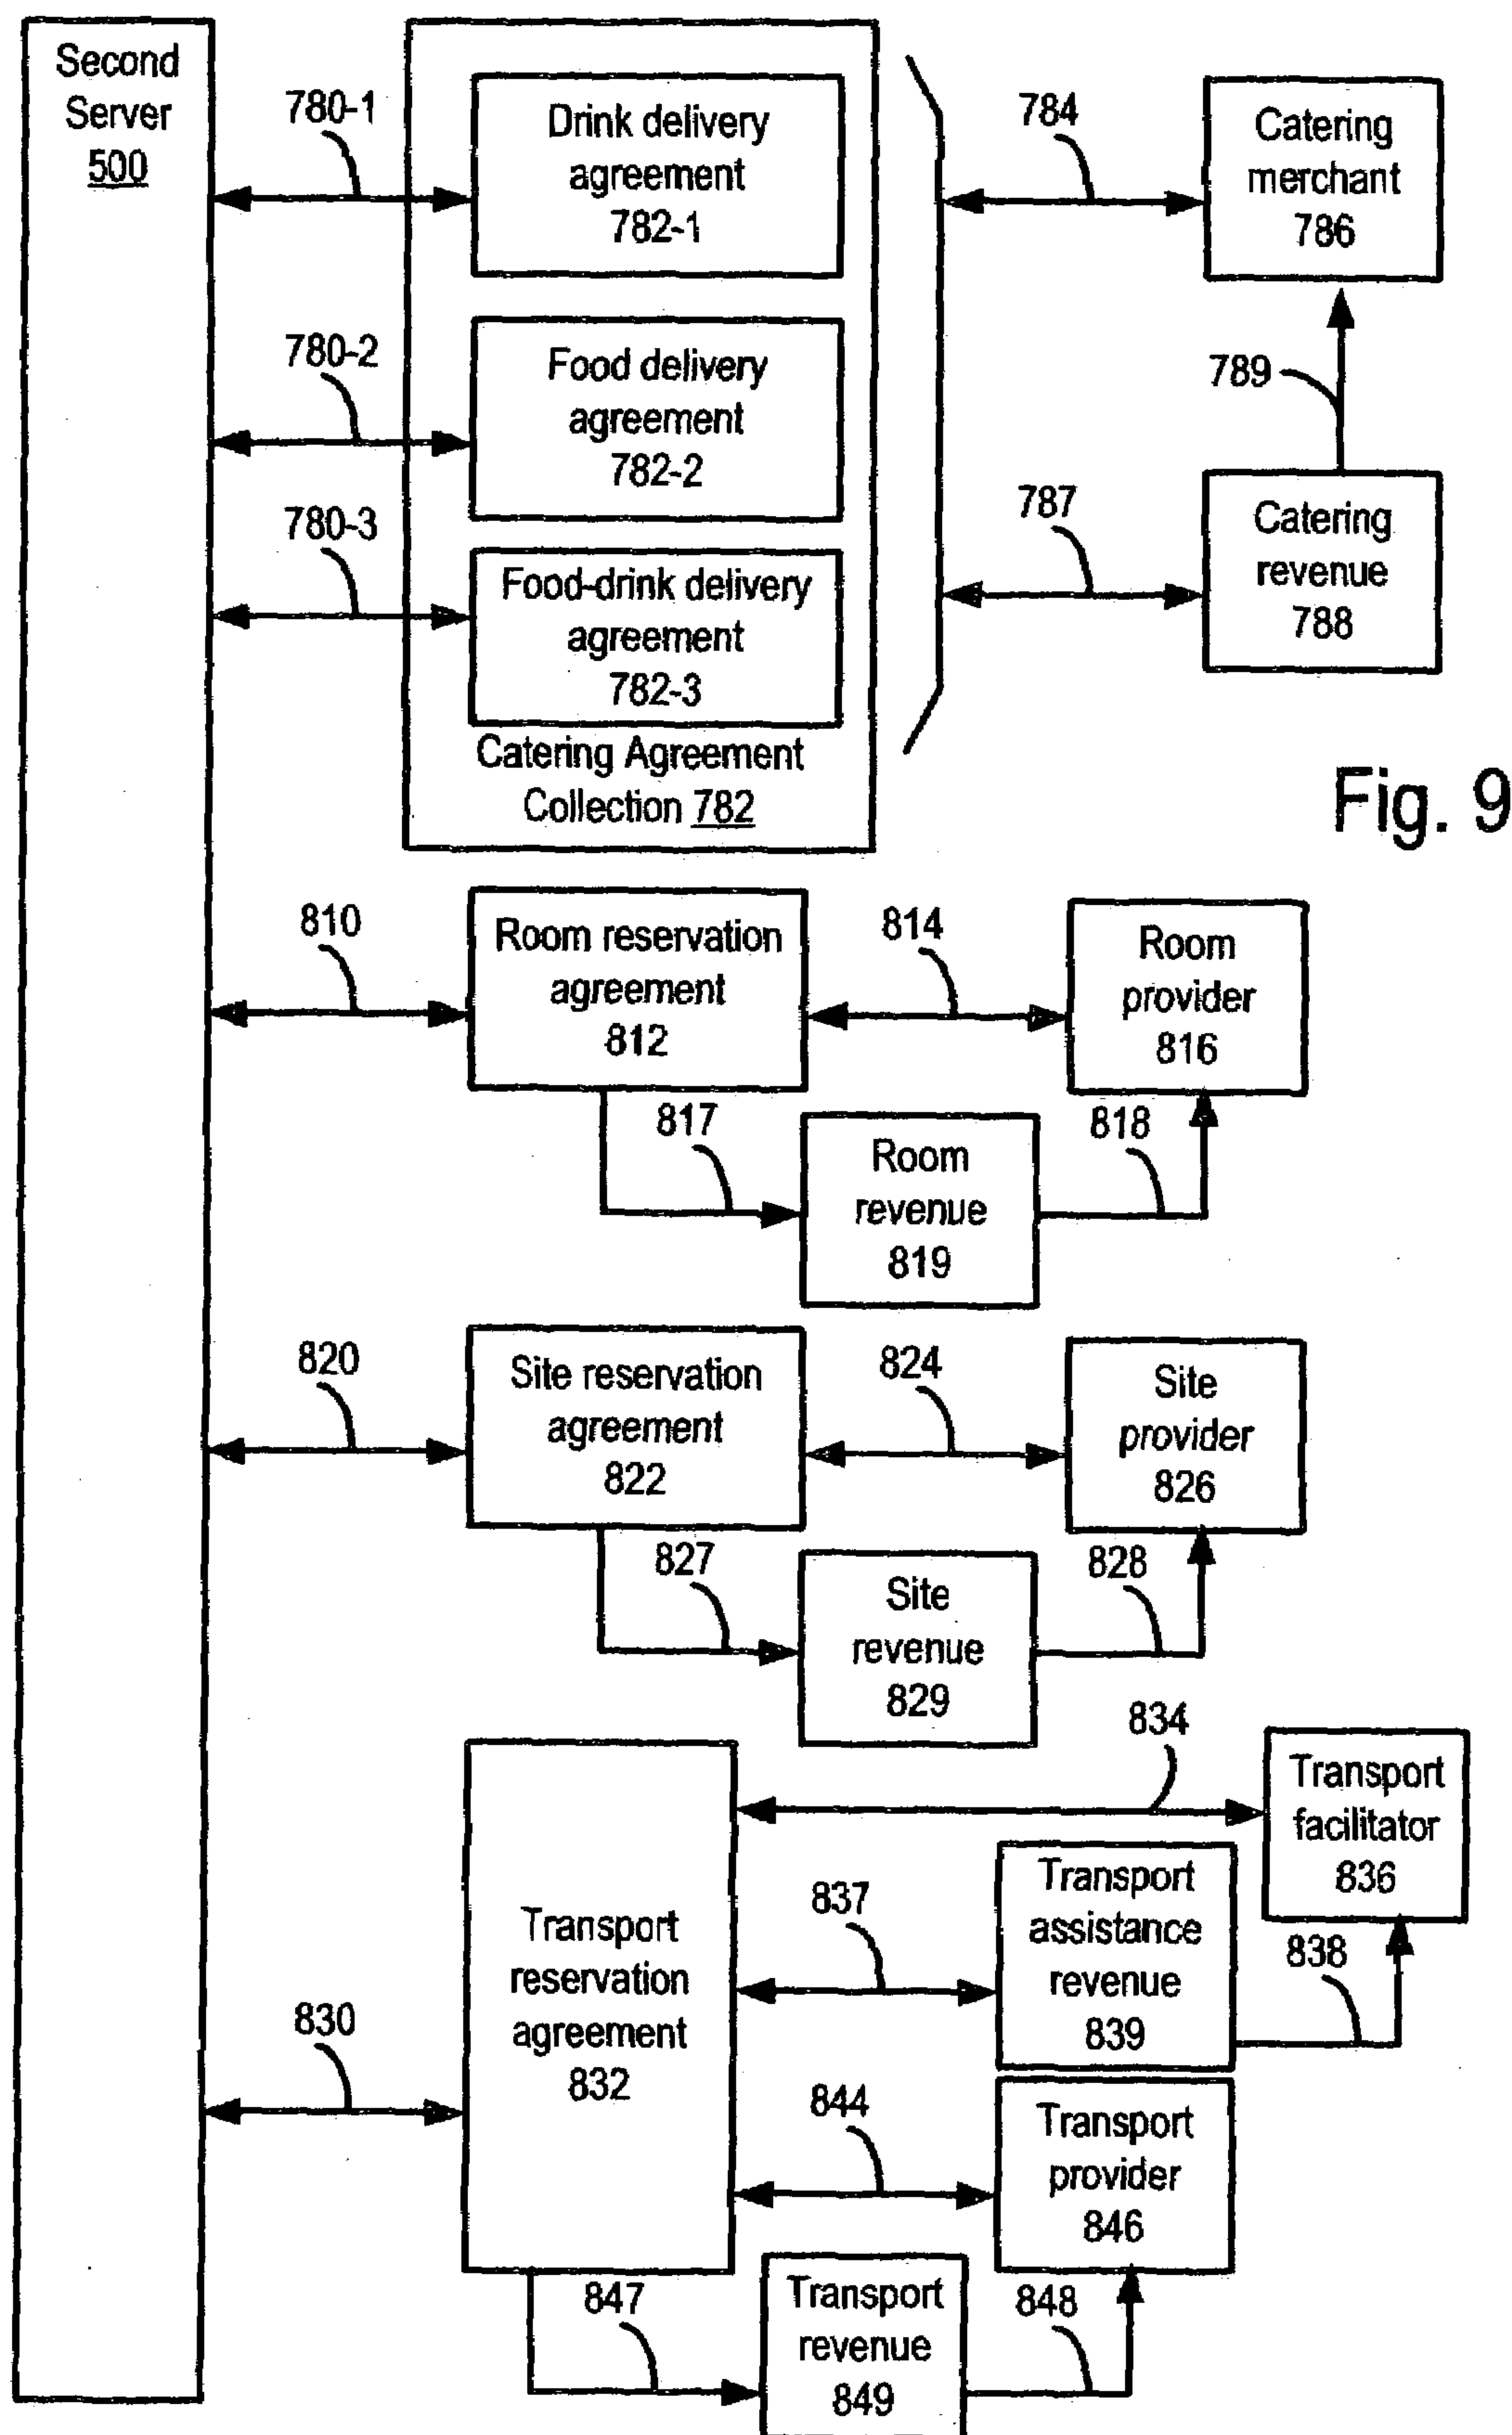 Second
Server
500
780-1
Drink delivery
agreement
782-1
784
Catering
merchant
786
780-2
Food delivery
agreement
782-2
789
780-3
Food-drink delivery
agreement
782-3
787
Catering
revenue
788
Catering Agreement
Collection 782
Fig. 9
810
Room reservation
agreement
812
814
Room
provider
816
817
Room
revenue
819
818
820
Site reservation
agreement
822
824
Site
provider
826
827
Site
revenue
829
828
834
Transport
facilitator
836
830
Transport
reservation
agreement
832
837
Transport
assistance
revenue
839
838
844
Transport
provider
846
847
Transport
revenue
849
848